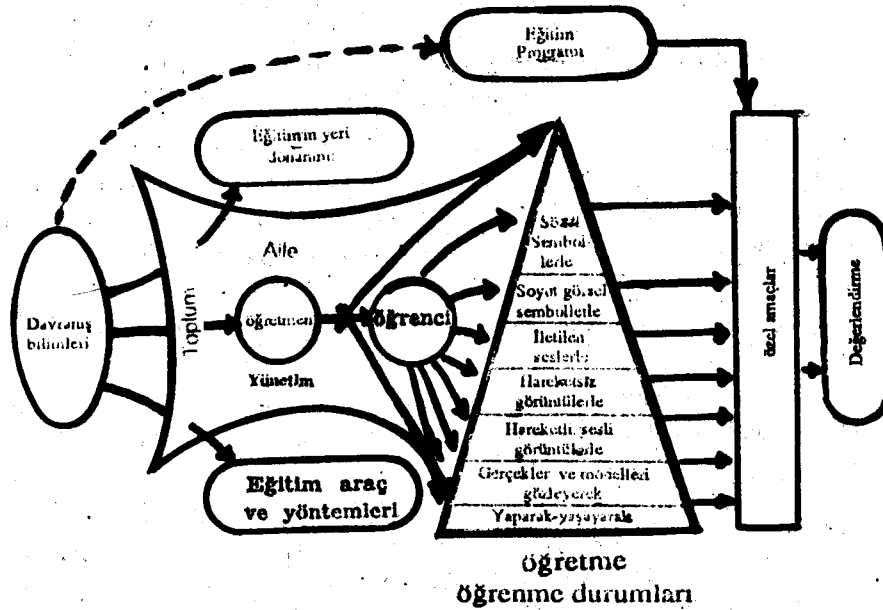 Eğitim
Programı
Eğitimin yeri
donanımı
Davranış
bilimleri
Toplum
Aile
öğretmen
Yünetim
öğrenci
Eğitim araç
ve yöntemleri
Sözel
Sembol-
lerle
Soyut görsel
sembollerle
İletilen
seslerle
Hareketsiz
görüntülerle
Hareketli sesli
görüntülerle
Gerçekler ve modelleri
gözleyerek
Yaparak-yaşayarak
özel amaçlar
Değerlendirme
öğretme
öğrenme durumları